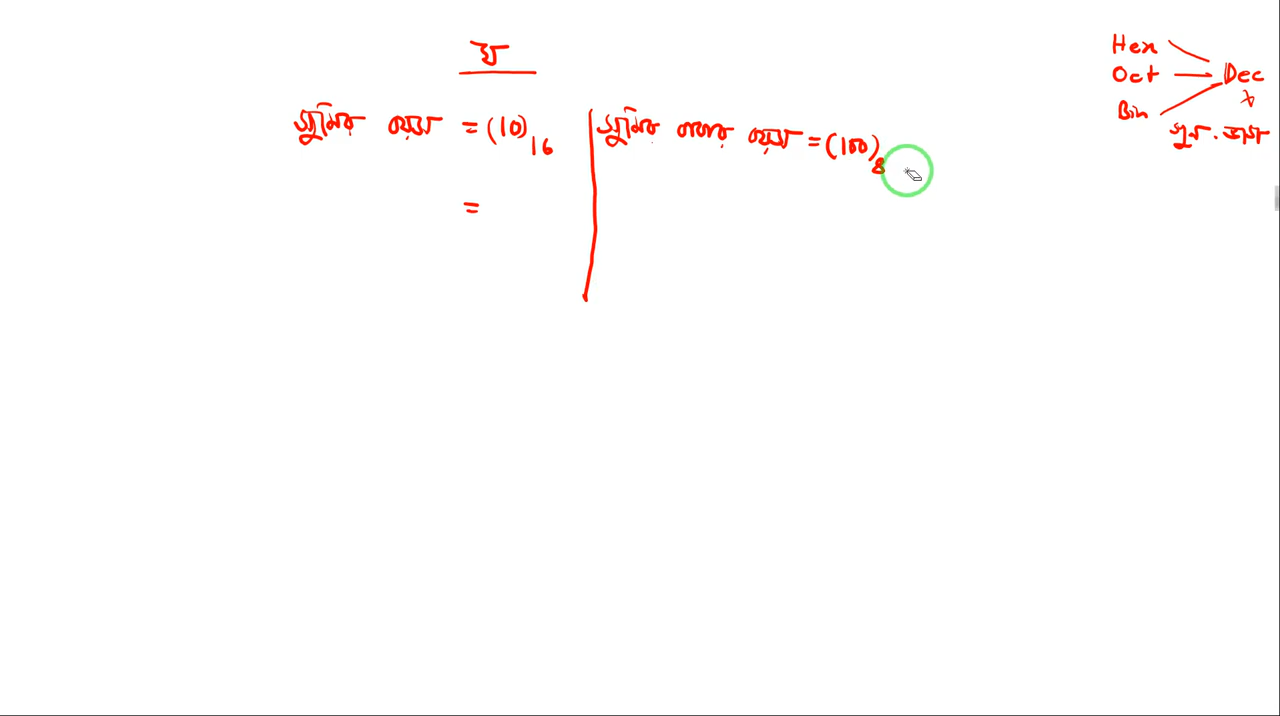 ঘ
সুমির বয়স = (10)16
=
সুমির বাবার বয়স = (100)8
Hex
Oct → Dec
Bin
গুন. ভাগ